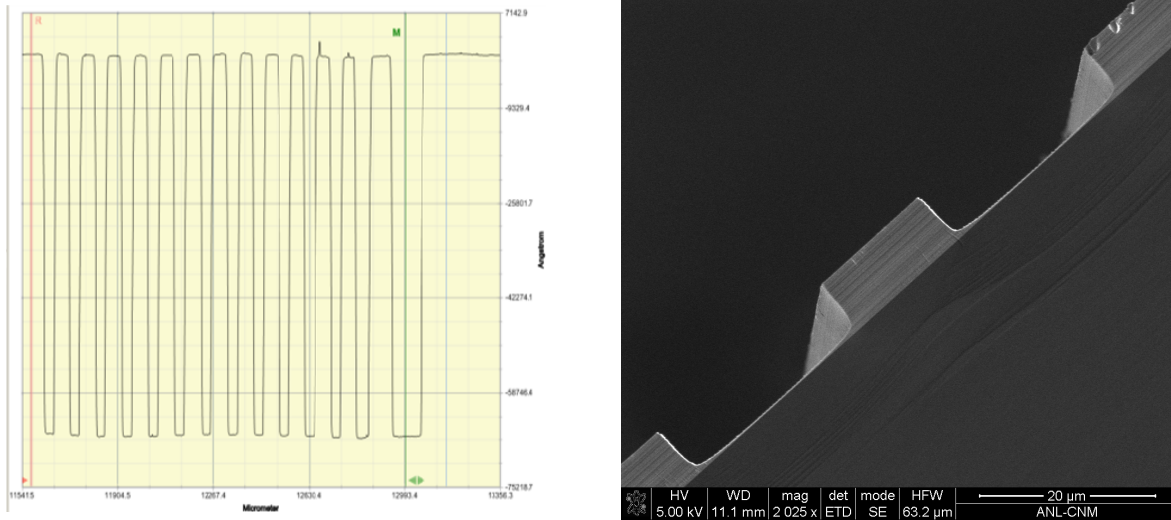 R
M
7142.9
-9329.4
-25801.7
-42274.1
-58746.4
-75218.7
Angstrom
11541.5 11904.5 12267.4 12630.4 12993.4 13356.3
Micrometer
HV WD mag det mode HFW 20 µm
5.00 kV 11.1 mm 2 025 x ETD SE 63.2 µm ANL-CNM